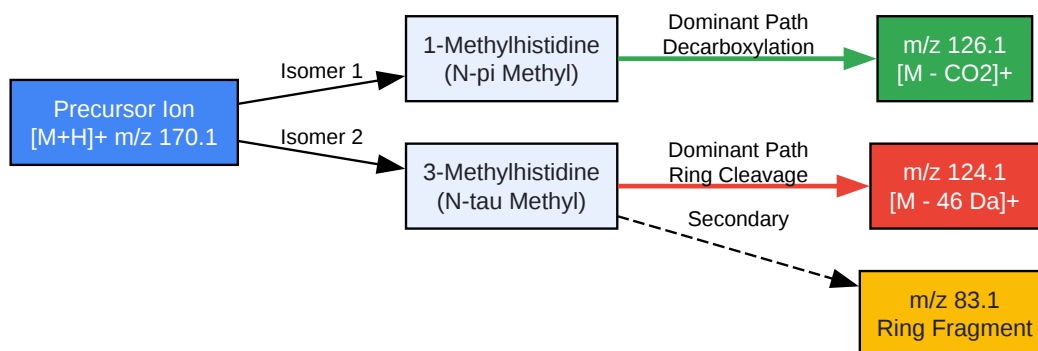 Precursor Ion
[M+H]+ m/z 170.1
Isomer 1
Isomer 2
1-Methylhistidine
(N-pi Methyl)
3-Methylhistidine
(N-tau Methyl)
Dominant Path
Decarboxylation
Dominant Path
Ring Cleavage
Secondary
m/z 126.1
[M - CO2]+
m/z 124.1
[M - 46 Da]+
m/z 83.1
Ring Fragment